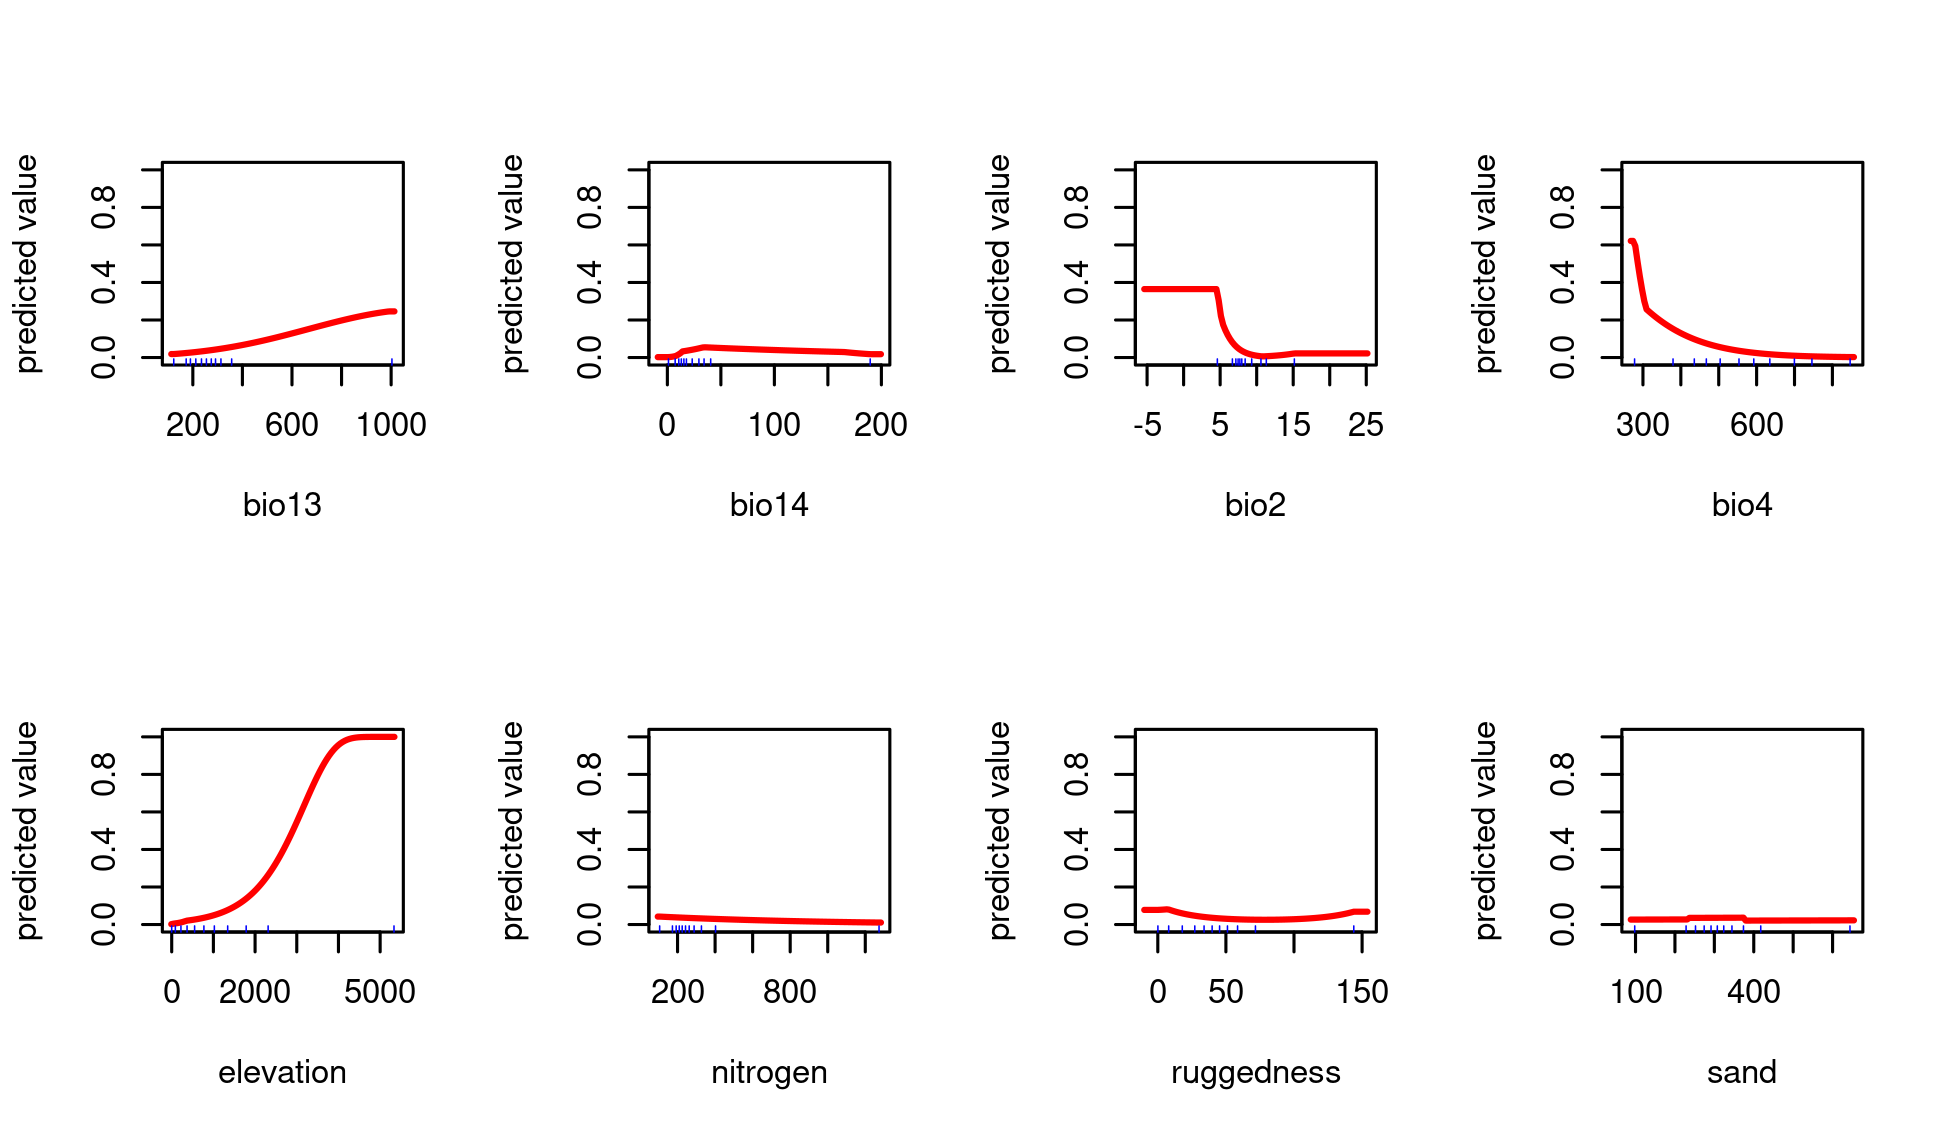 predicted value
0.0 0.4 0.8
200 600 1000
bio13
predicted value
0.0 0.4 0.8
0 100 200
bio14
predicted value
0.0 0.4 0.8
-5 5 15 25
bio2
predicted value
0.0 0.4 0.8
300 600
bio4
predicted value
0.0 0.4 0.8
0 2000 5000
elevation
predicted value
0.0 0.4 0.8
200 800
nitrogen
predicted value
0.0 0.4 0.8
0 50 150
ruggedness
predicted value
0.0 0.4 0.8
100 400
sand